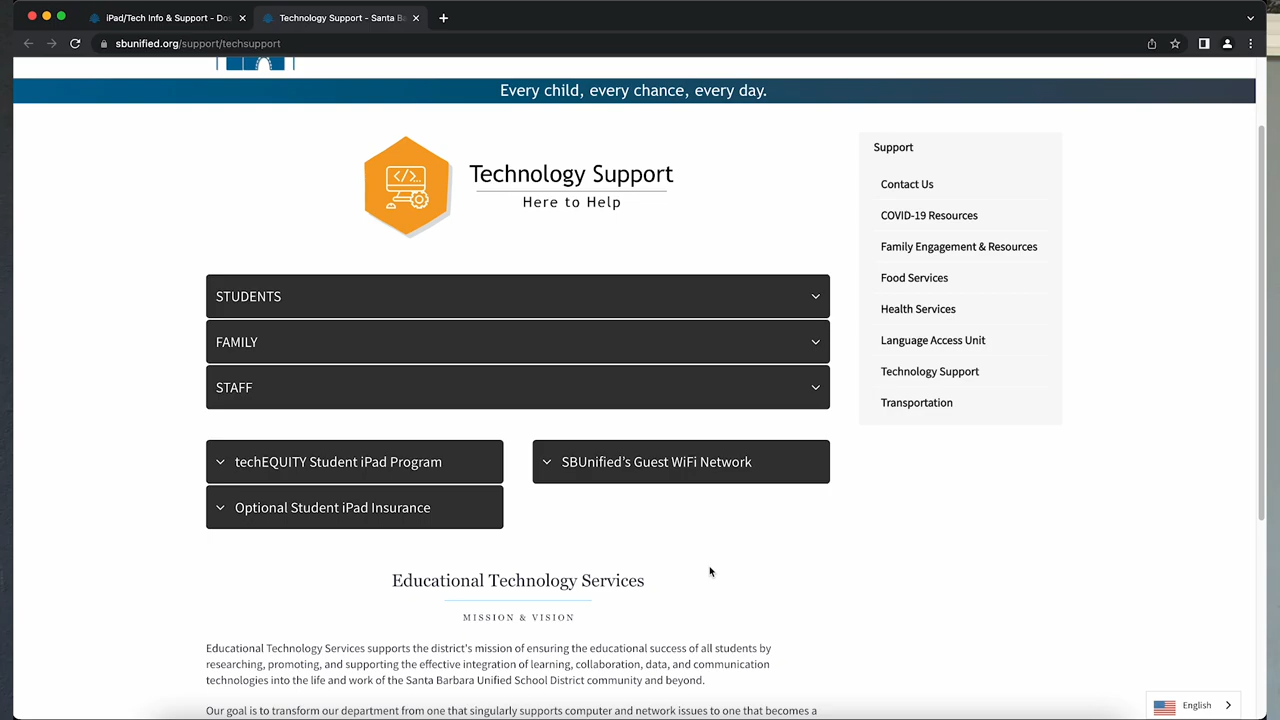 iPad/Tech Info & Support - Dos
Technology Support - Santa Ba
sbunified.org/support/techsupport
Every child, every chance, every day.
</>...
Technology Support
Here to Help
Support
Contact Us
COVID-19 Resources
Family Engagement & Resources
Food Services
Health Services
Language Access Unit
Technology Support
Transportation
STUDENTS
FAMILY
STAFF
techEQUITY Student iPad Program
SBUnified's Guest WiFi Network
Optional Student iPad Insurance
Educational Technology Services
MISSION & VISION
Educational Technology Services supports the district's mission of ensuring the educational success of all students by
researching, promoting, and supporting the effective integration of learning, collaboration, data, and communication
technologies into the life and work of the Santa Barbara Unified School District community and beyond.
Our goal is to transform our department from one that singularly supports computer and network issues to one that becomes a
English